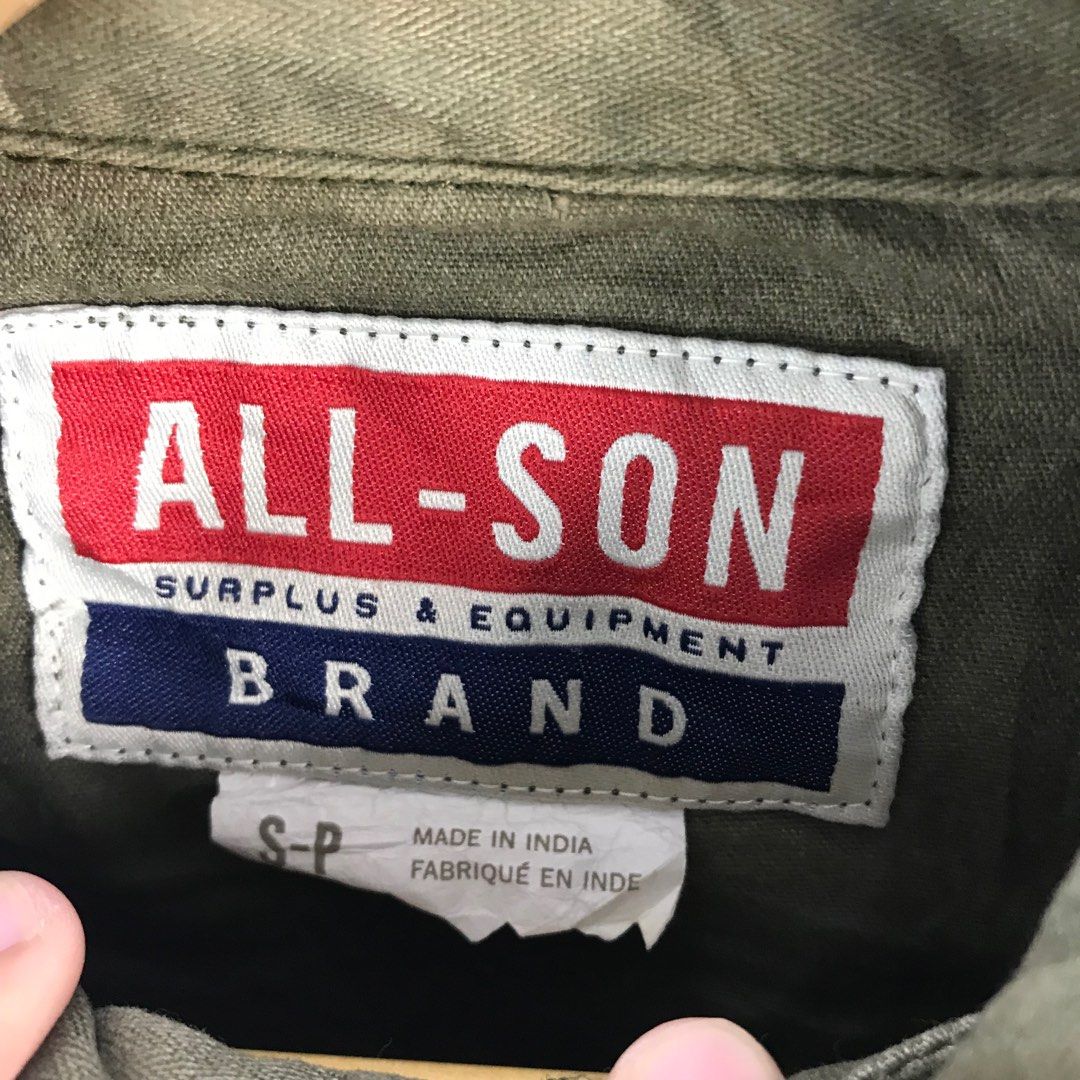 ALL-SON
SURPLUS & EQUIPMENT
BRAND
S-P
MADE IN INDIA
FABRIQUÉ EN INDE